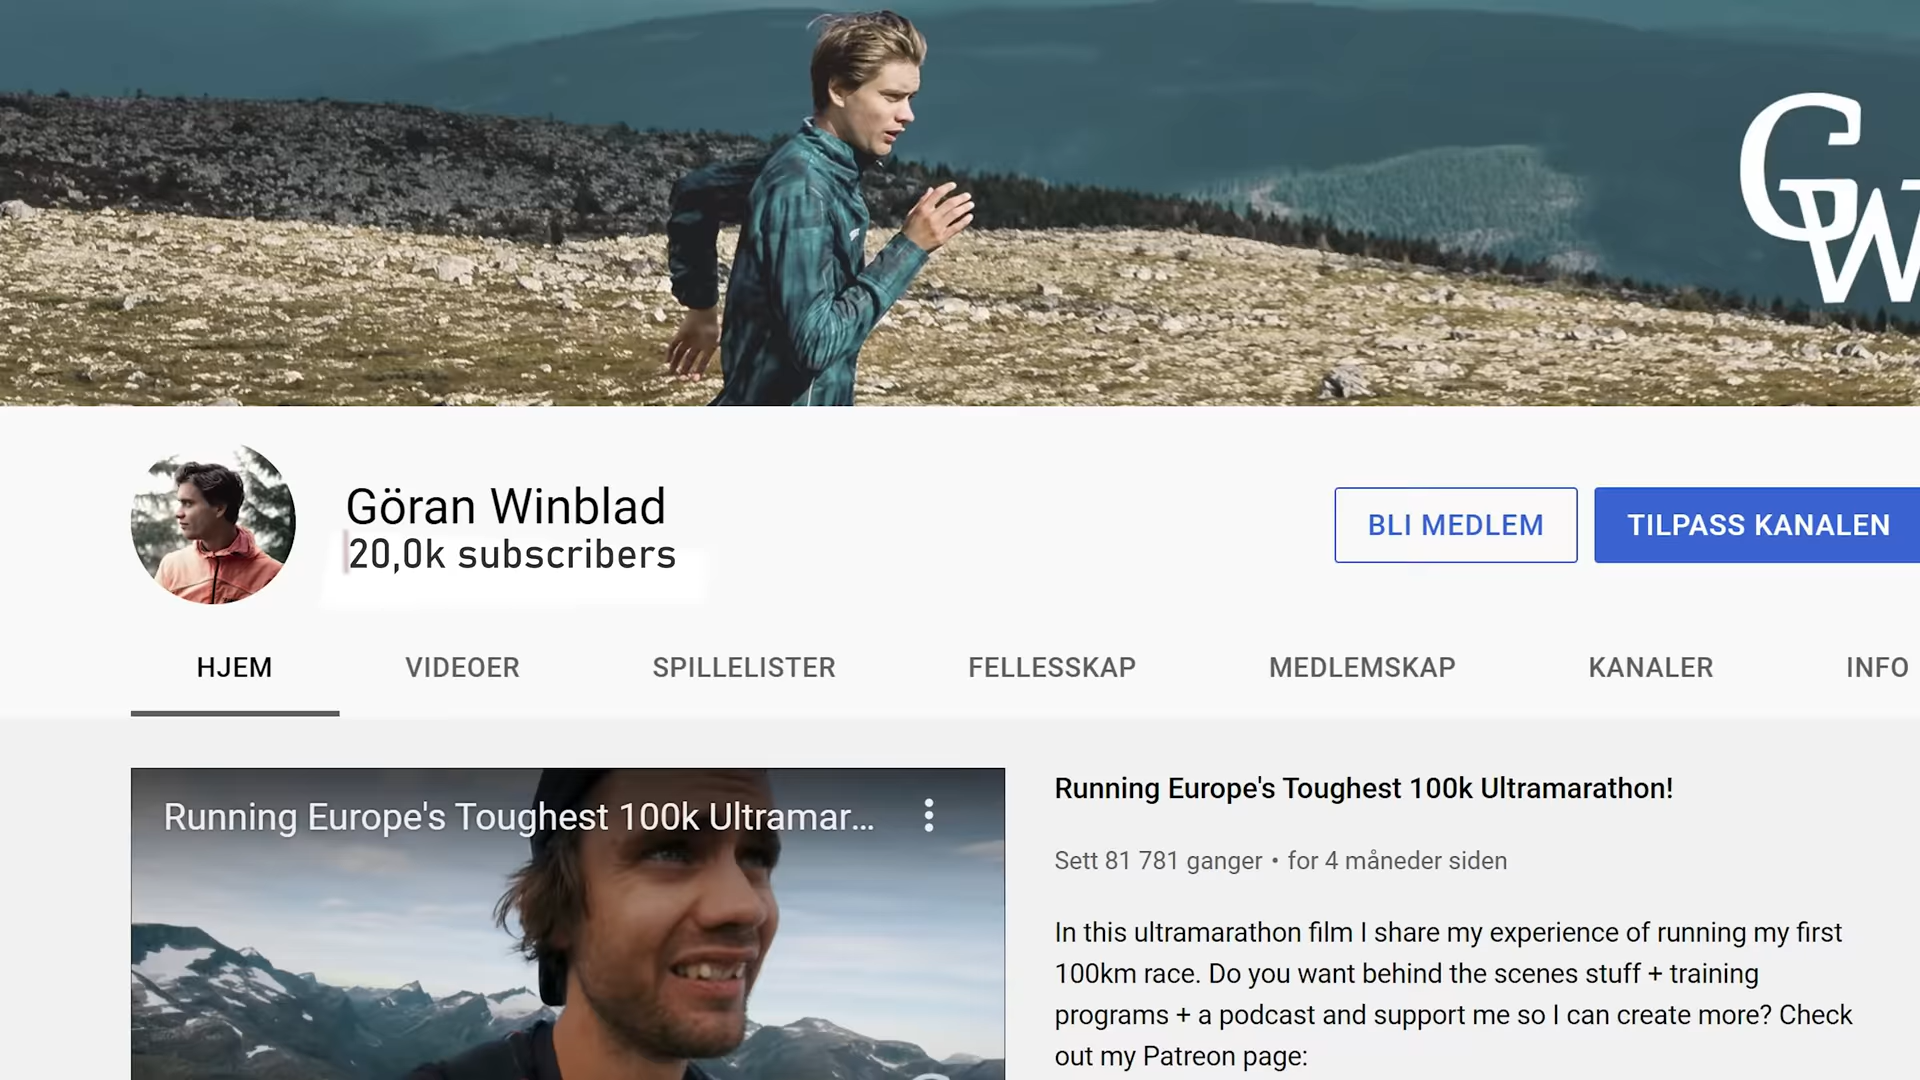 GW
Göran Winblad
20,0k subscribers
BLI MEDLEM
TILPASS KANALEN
HJEM
VIDEOER
SPILLELISTER
FELLESSKAP
MEDLEMSKAP
KANALER
INFO
Running Europe's Toughest 100k Ultramar...
Running Europe's Toughest 100k Ultramarathon!
Sett 81 781 ganger • for 4 måneder siden
In this ultramarathon film I share my experience of running my first
100km race. Do you want behind the scenes stuff + training
programs + a podcast and support me so I can create more? Check
out my Patreon page: